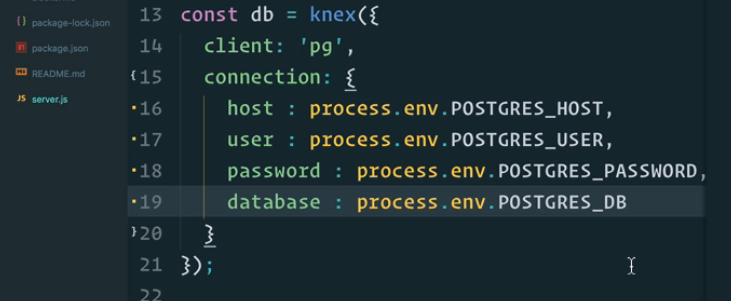 package-lock.json
package.json
README.md
JS server.js
13 const db = knex({
14 client: 'pg',
15 connection: {
16 host : process.env.POSTGRES_HOST,
17 user : process.env.POSTGRES_USER,
18 password : process.env.POSTGRES_PASSWORD,
19 database : process.env.POSTGRES_DB
20 }
21 });
22